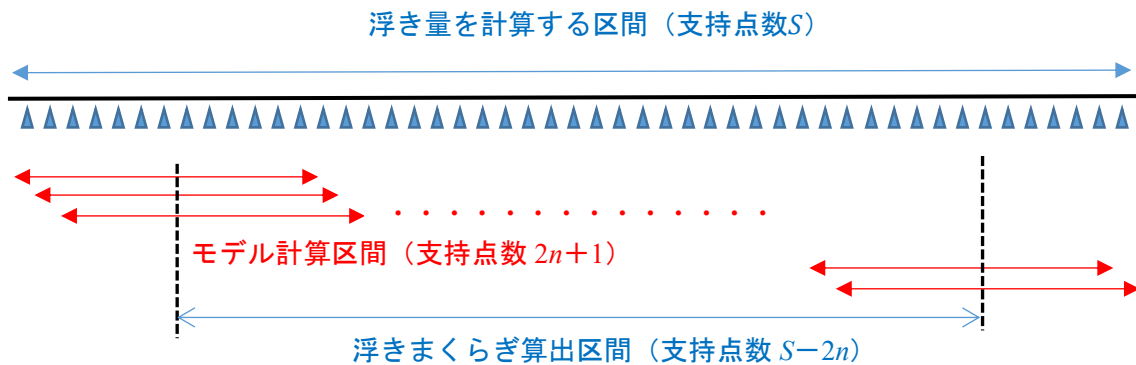 浮き量を計算する区間（支持点数S）
モデル計算区間（支持点数 2n＋1）
浮きまくらぎ算出区間（支持点数 S－2n）